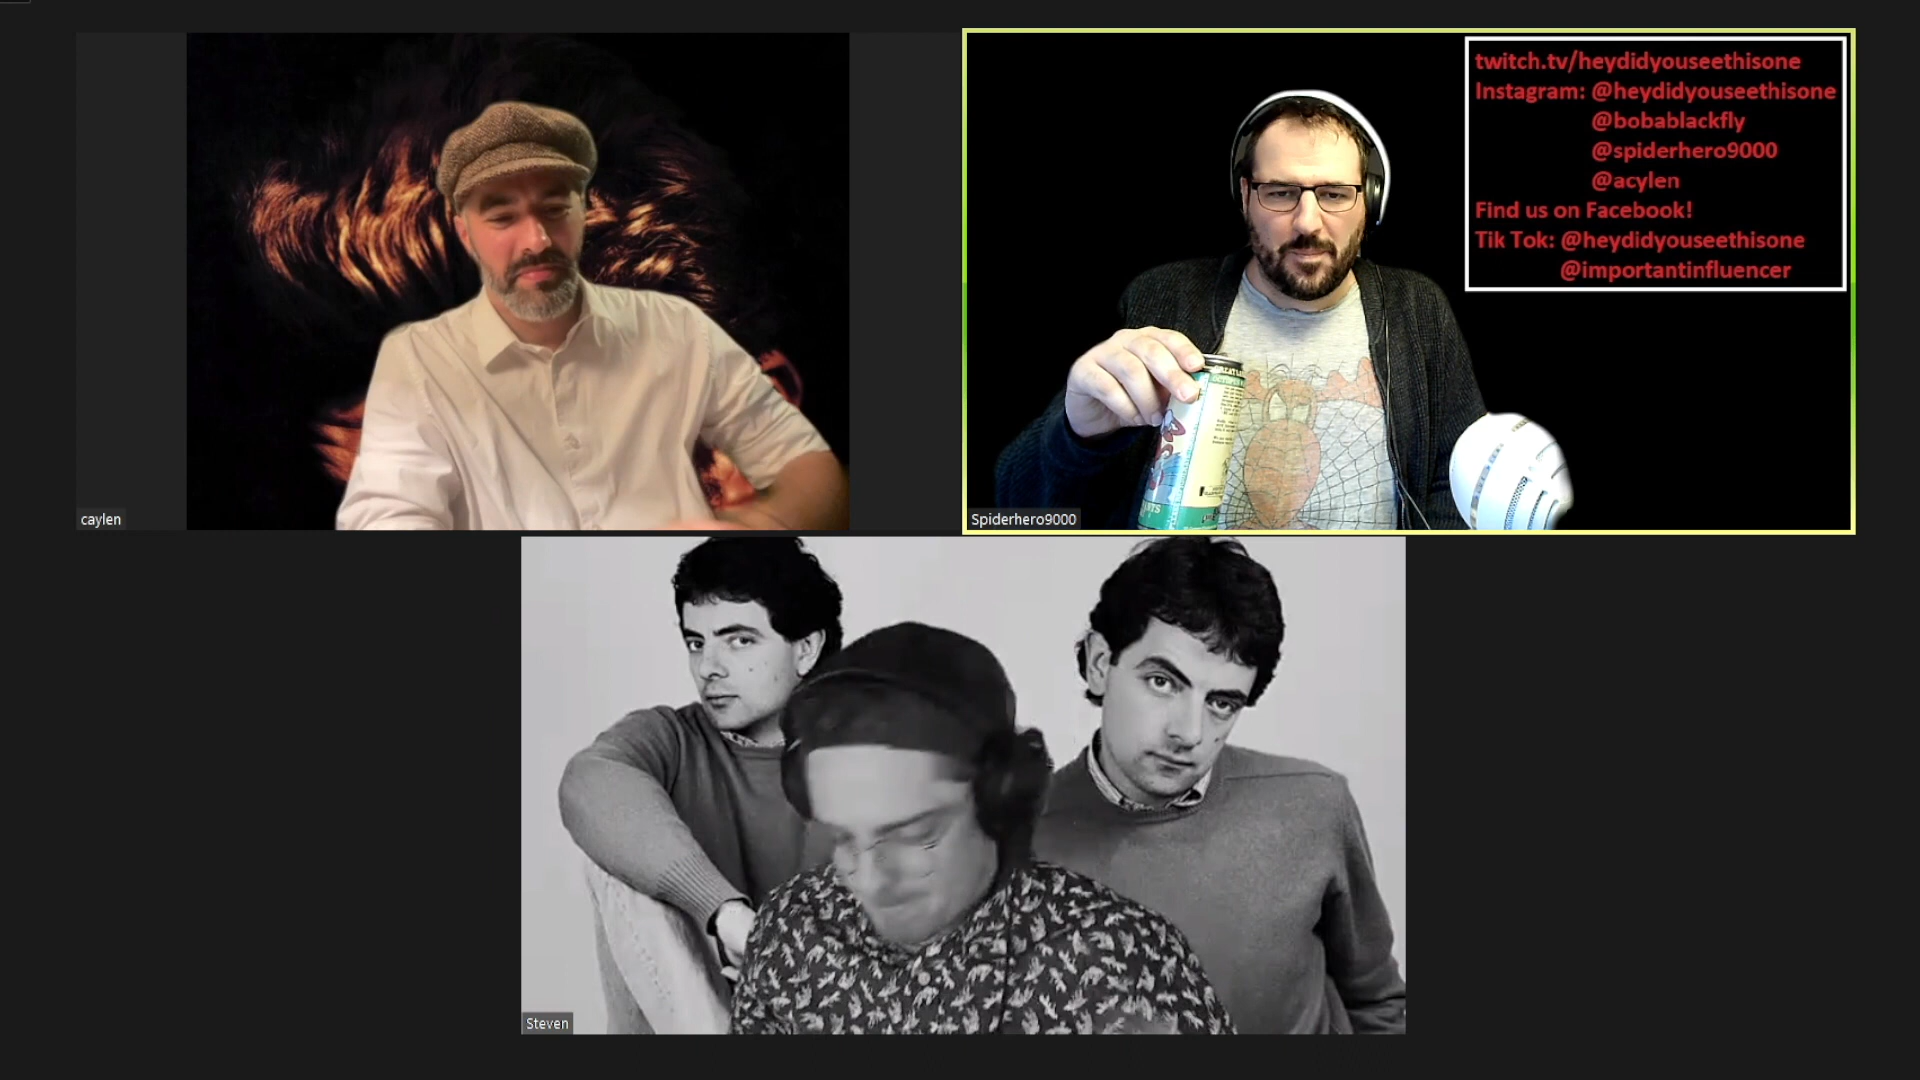 twitch.tv/heydidyouseethisone
Instagram: @heydidyouseethisone
@bobablackfly
@spiderhero9000
@acylen
Find us on Facebook!
Tik Tok: @heydidyouseethisone
@importantinfluencer
caylen
Spiderhero9000
Steven